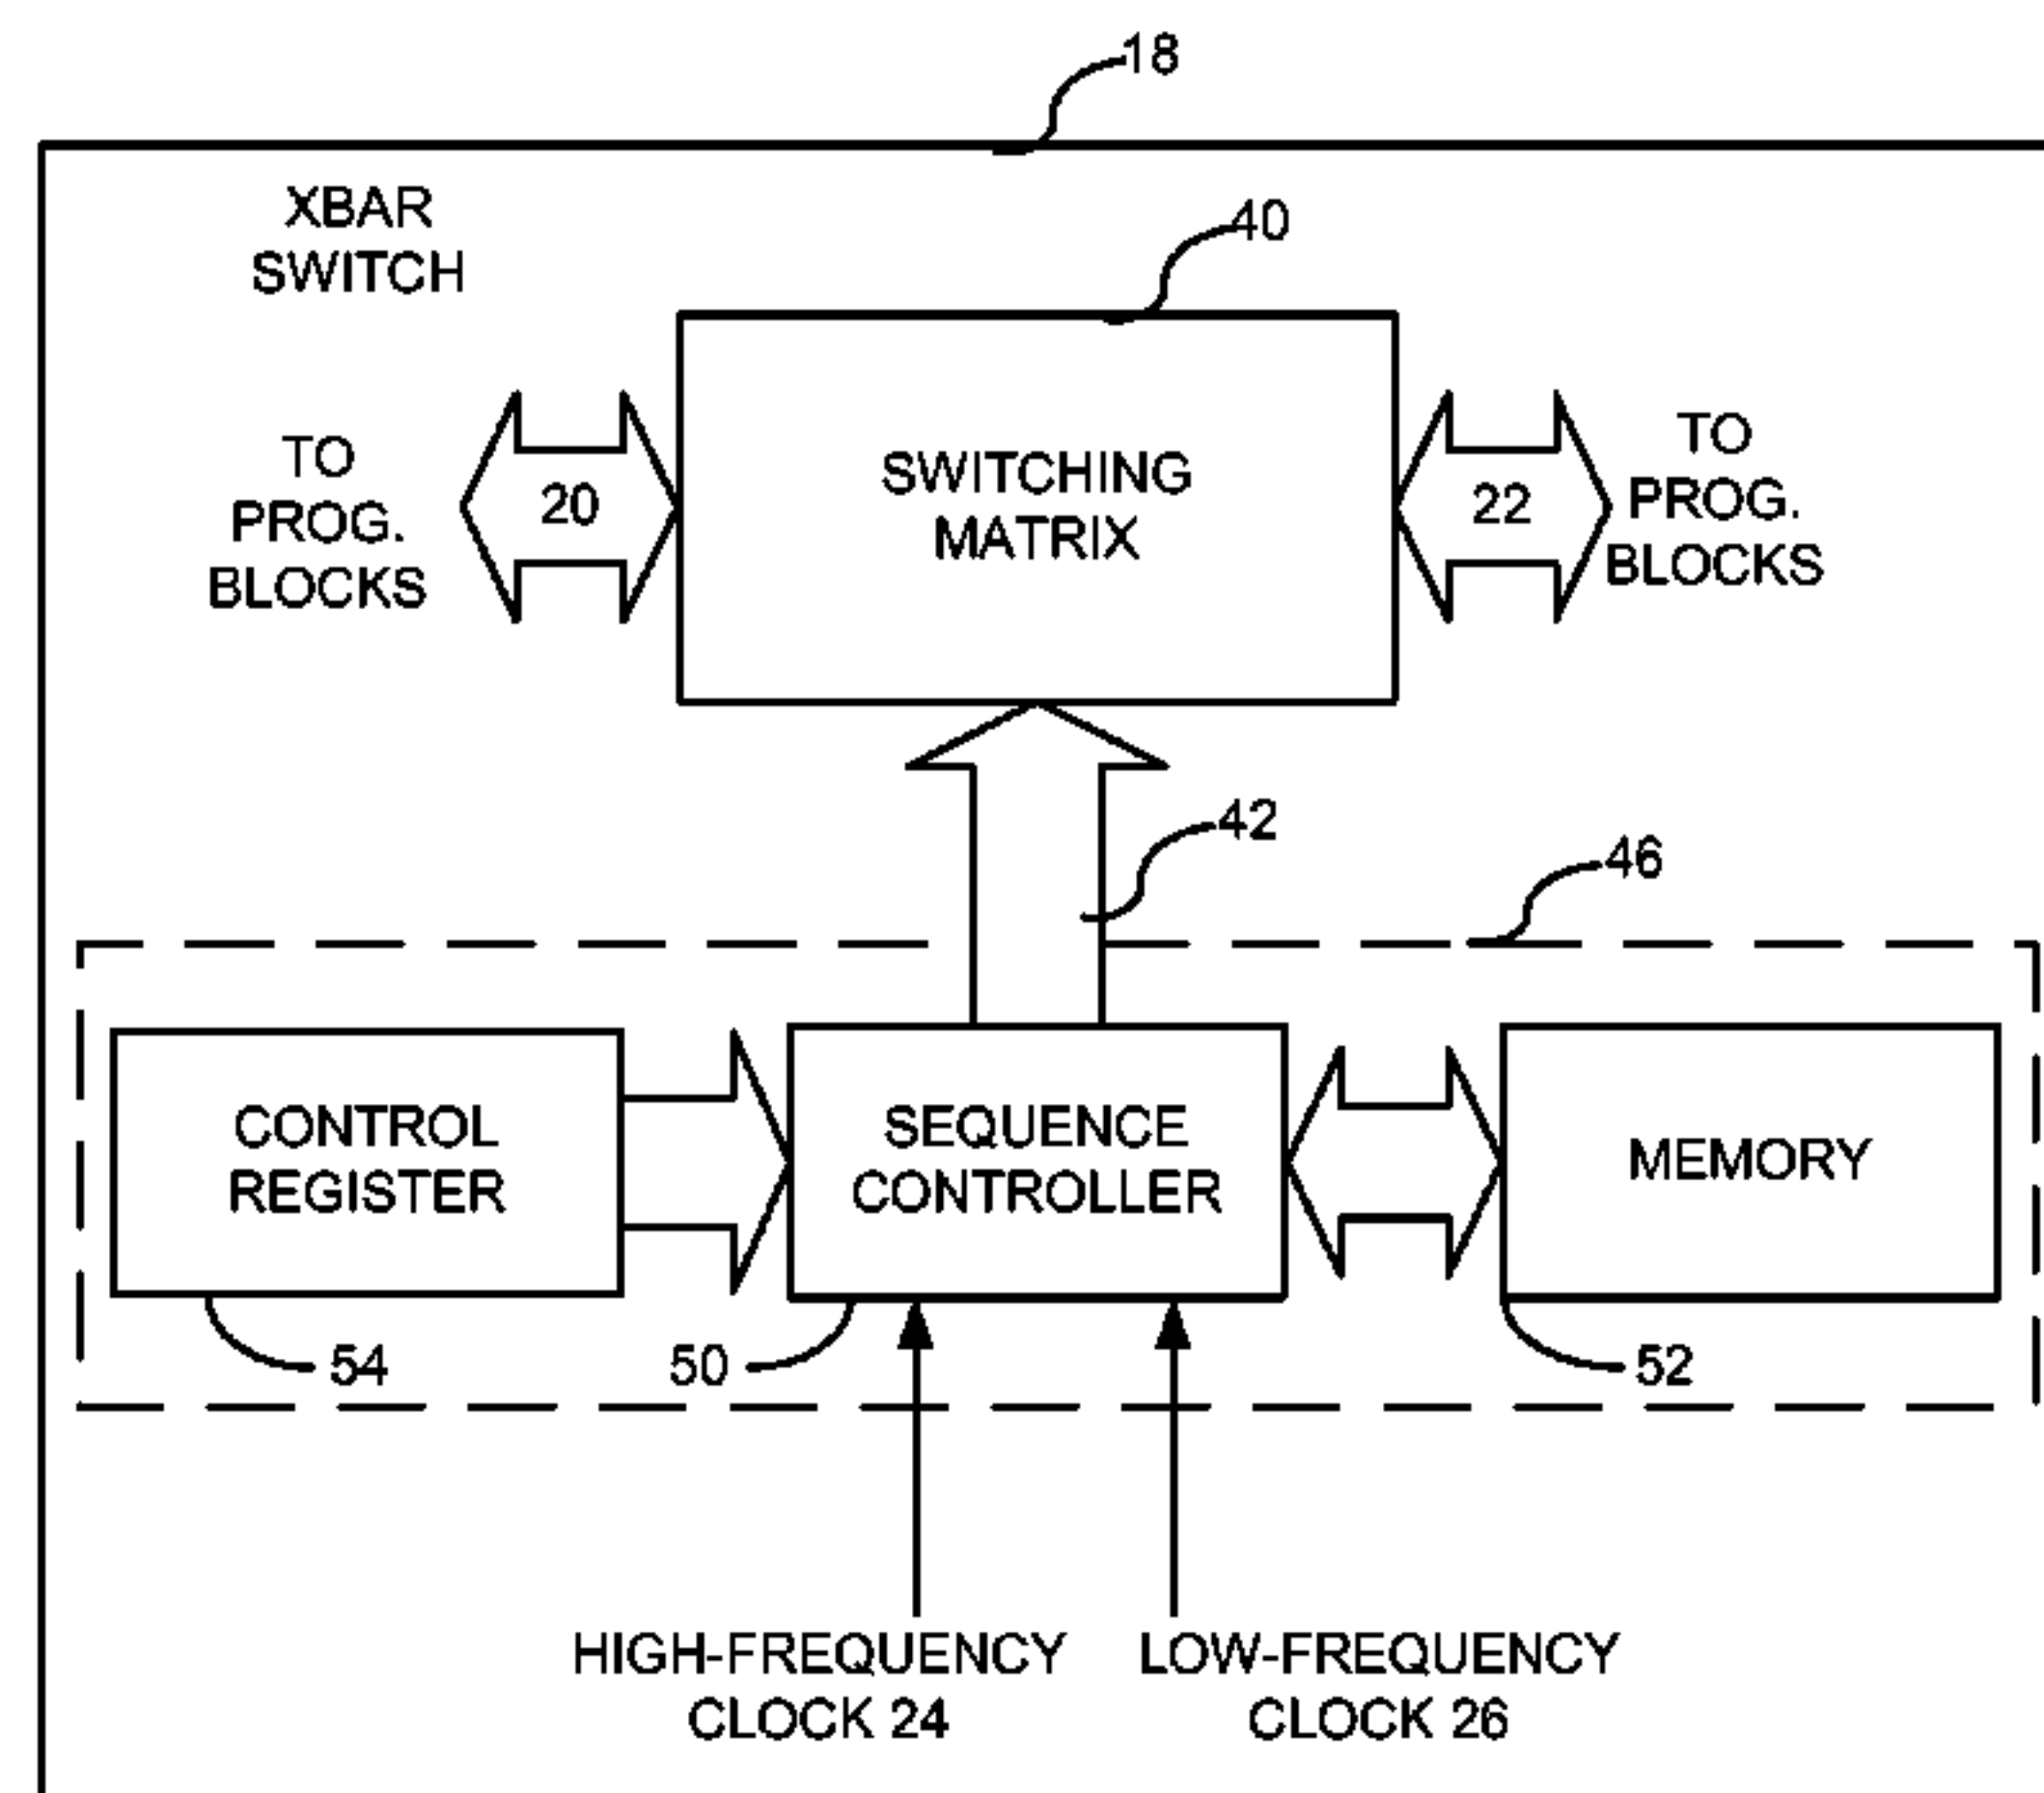 18
XBAR
SWITCH
40
TO
PROG.
BLOCKS
20
SWITCHING
MATRIX
22
TO
PROG.
BLOCKS
42
46
CONTROL
REGISTER
SEQUENCE
CONTROLLER
MEMORY
54
50
52
HIGH-FREQUENCY
CLOCK 24
LOW-FREQUENCY
CLOCK 26